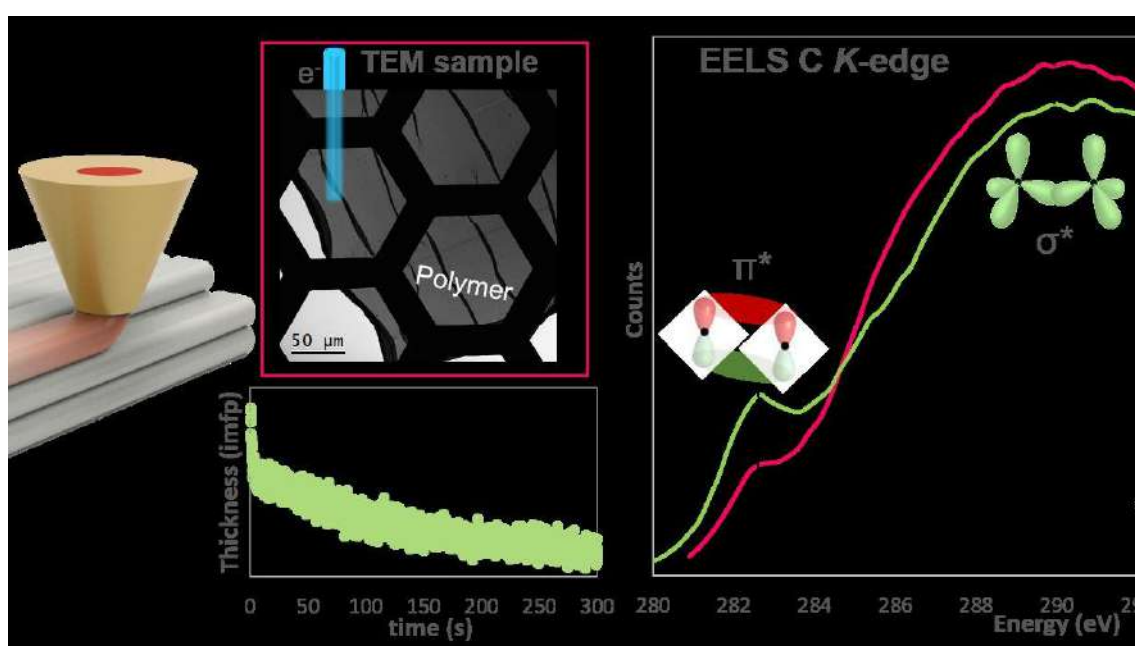 e⁻ TEM sample
Polymer
50 µm
Thickness (imfp)
0 50 100 150 200 250 300
time (s)
EELS C K-edge
π*
σ*
Counts
280 282 284 286 288 290 29
Energy (eV)